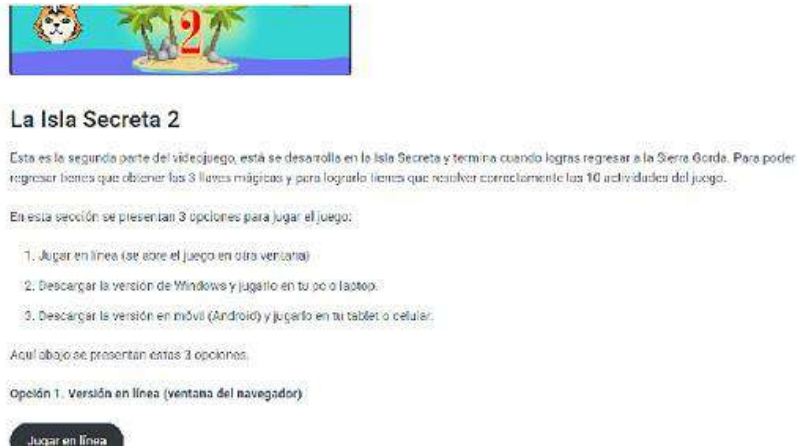 2
La Isla Secreta 2
Esta es la segunda parte del videojuego, está se desarrolla en la Isla Secreta y termina cuando logras regresar a la Sierra Gorda. Para poder
regresar tienes que obtener las 3 llaves mágicas y para lograrlo tienes que resolver correctamente las 10 actividades del juego.
En esta sección se presentan 3 opciones para jugar el juego:
1. Jugar en línea (se abre el juego en otra ventana)
2. Descargar la versión de Windows y jugarlo en tu pc o laptop.
3. Descargar la versión en móvil (Android) y jugarlo en tu tablet o celular.
Aquí abajo se presentan estas 3 opciones.
Opción 1. Versión en línea (ventana del navegador)
Jugar en línea